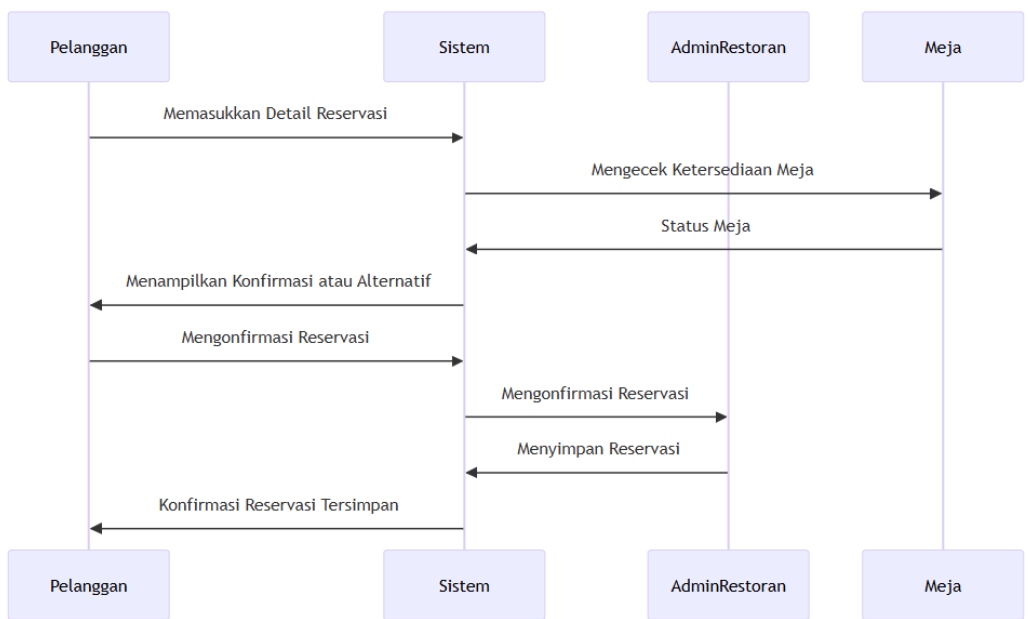 Pelanggan
Sistem
AdminRestoran
Meja
Memasukkan Detail Reservasi
Mengecek Ketersediaan Meja
Status Meja
Menampilkan Konfirmasi atau Alternatif
Mengonfirmasi Reservasi
Mengonfirmasi Reservasi
Menyimpan Reservasi
Konfirmasi Reservasi Tersimpan
Pelanggan
Sistem
AdminRestoran
Meja